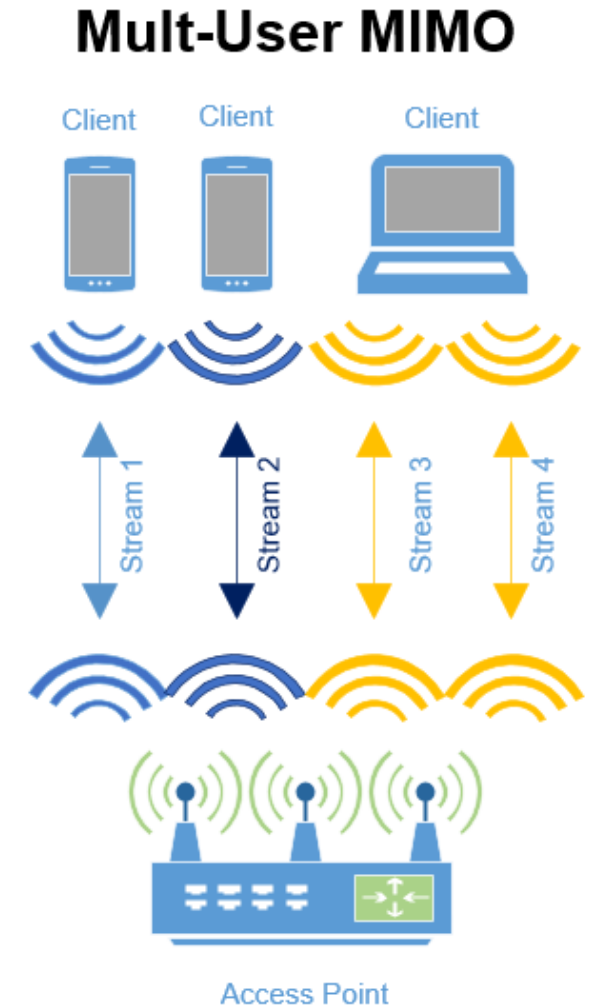 Mult-User MIMO
Client
Client
Client
Stream 1
Stream 2
Stream 3
Stream 4
Access Point